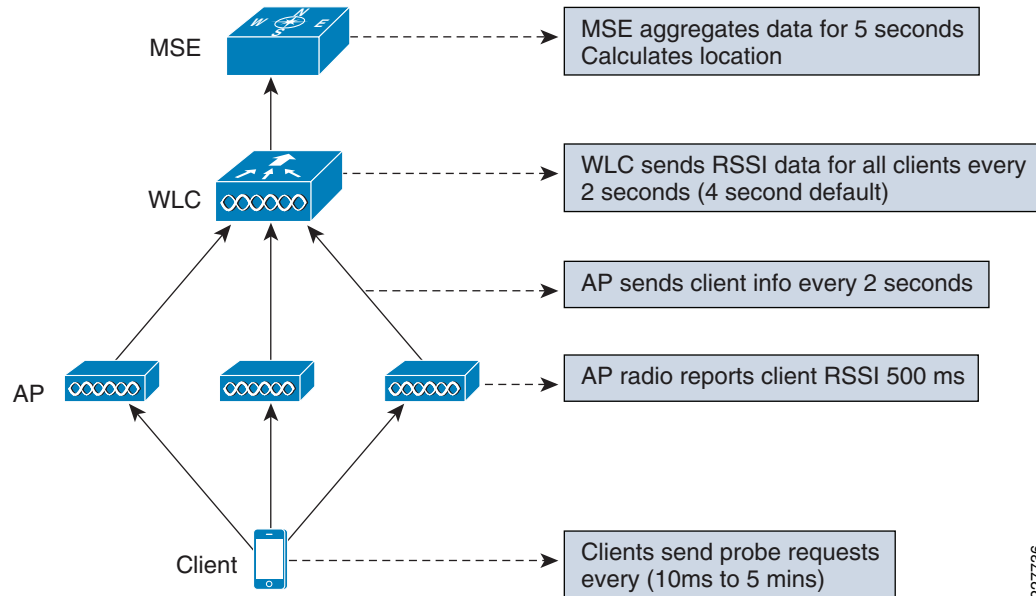 W N E S
MSE
MSE aggregates data for 5 seconds
Calculates location
WLC
WLC sends RSSI data for all clients every
2 seconds (4 second default)
AP sends client info every 2 seconds
AP
AP radio reports client RSSI 500 ms
Client
Clients send probe requests
every (10ms to 5 mins)